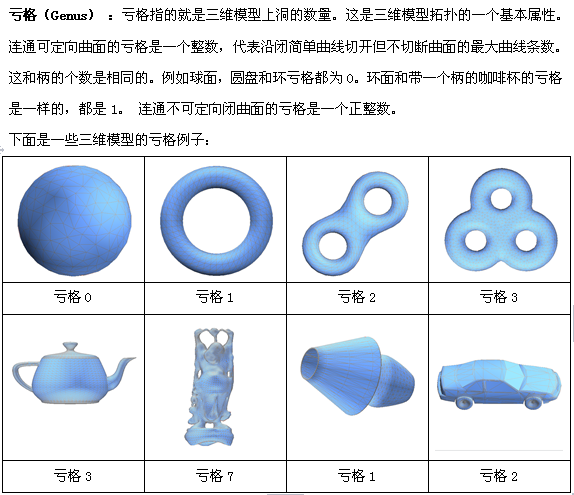 亏格(Genus) : 亏格指的就是三维模型上洞的数量。这是三维模型拓扑的一个基本属性。
连通可定向曲面的亏格是一个整数，代表沿闭简单曲线切开但不切断曲面的最大曲线条数。
这和柄的个数是相同的。例如球面，圆盘和环亏格都为0。环面和带一个柄的咖啡杯的亏格
是一样的，都是1。 连通不可定向闭曲面的亏格是一个正整数。
下面是一些三维模型的亏格例子：
亏格0 亏格1 亏格2 亏格3
亏格3 亏格7 亏格1 亏格2